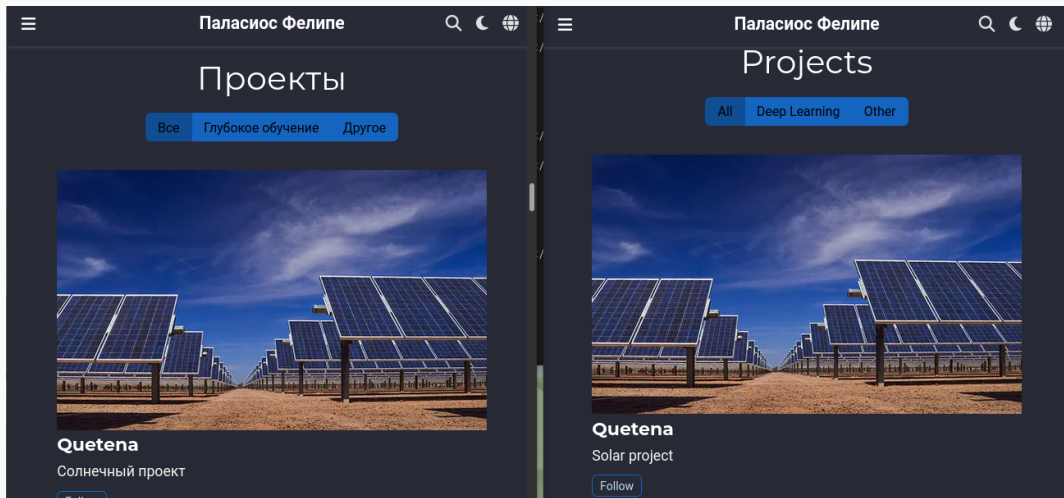 Паласиос Фелипе
Проекты
Все Глубокое обучение Другое
Quetena
Солнечный проект
Паласиос Фелипе
Projects
All Deep Learning Other
Quetena
Solar project
Follow